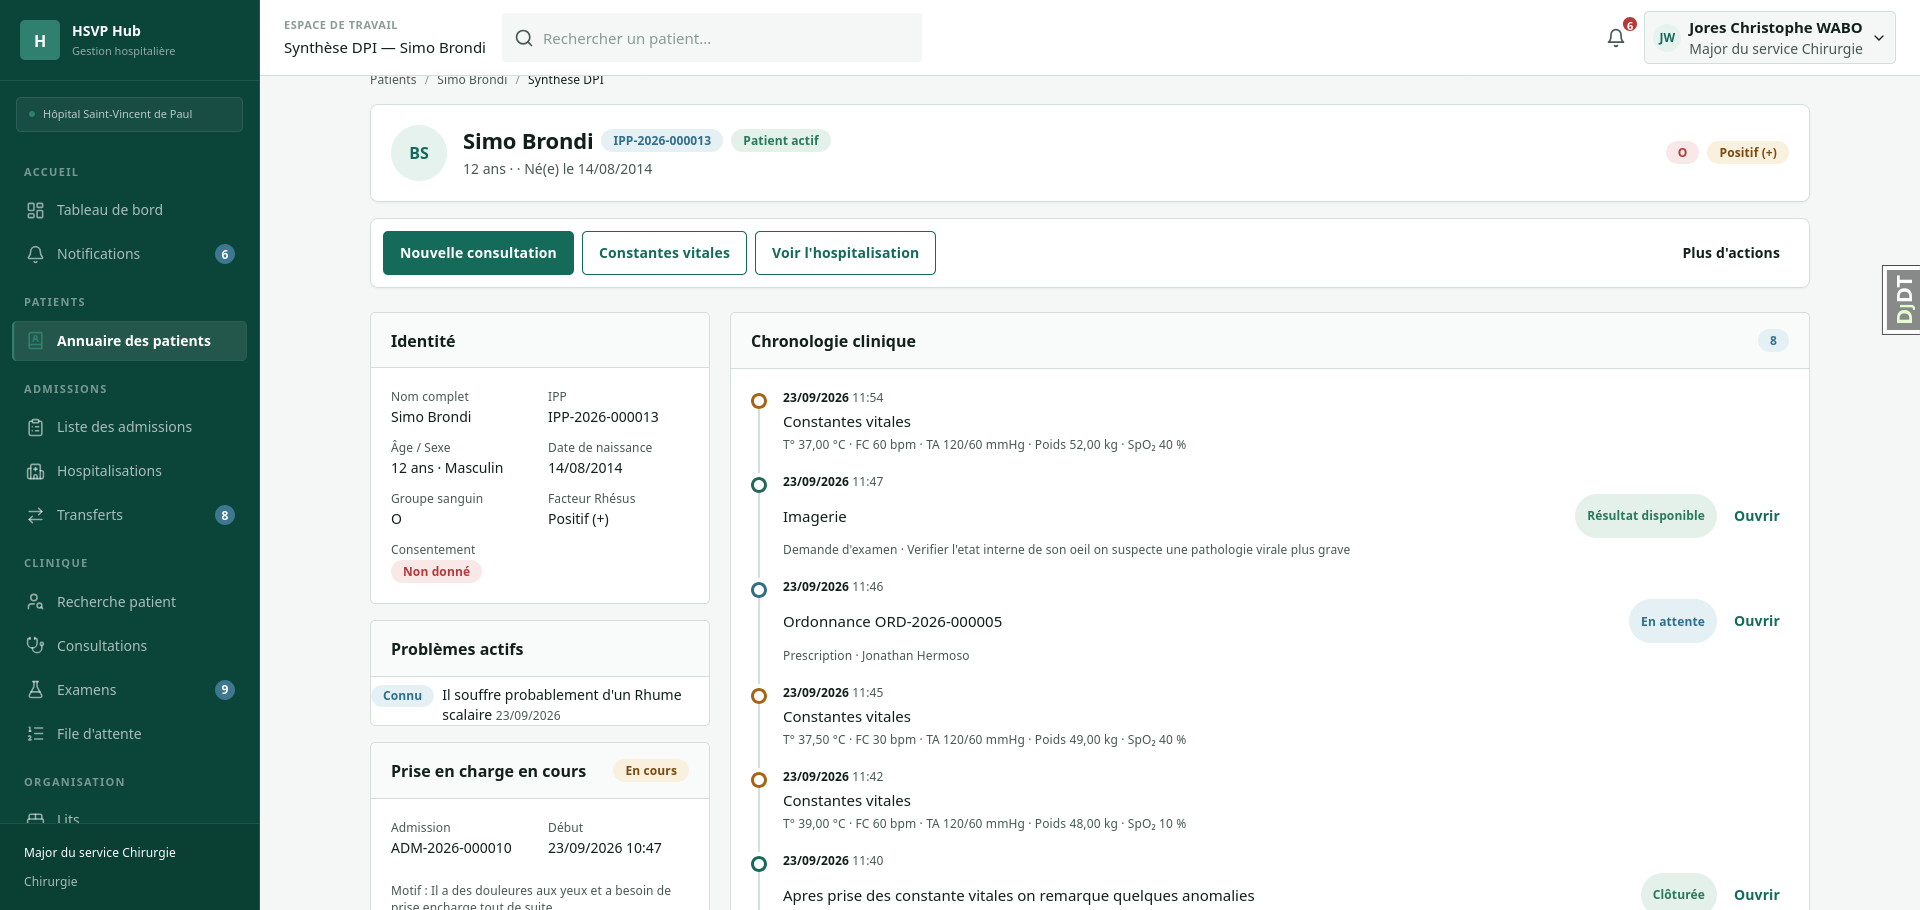 H
HSVP Hub
Gestion hospitalière
Hôpital Saint-Vincent de Paul
ACCUEIL
Tableau de bord
Notifications
6
PATIENTS
Annuaire des patients
ADMISSIONS
Liste des admissions
Hospitalisations
Transferts
8
CLINIQUE
Recherche patient
Consultations
Examens
9
File d'attente
ORGANISATION
Lits
Major du service Chirurgie
Chirurgie
ESPACE DE TRAVAIL
Synthèse DPI — Simo Brondi
Rechercher un patient...
6
JW
Jores Christophe WABO
Major du service Chirurgie
Patients / Simo Brondi / Synthèse DPI
BS
Simo Brondi
IPP-2026-000013
Patient actif
12 ans · · Né(e) le 14/08/2014
O
Positif (+)
Nouvelle consultation
Constantes vitales
Voir l'hospitalisation
Plus d'actions
DjDT
Identité
Nom complet
Simo Brondi
IPP
IPP-2026-000013
Âge / Sexe
12 ans · Masculin
Date de naissance
14/08/2014
Groupe sanguin
O
Facteur Rhésus
Positif (+)
Consentement
Non donné
Problèmes actifs
Connu
Il souffre probablement d'un Rhume
scalaire 23/09/2026
Prise en charge en cours
En cours
Admission
ADM-2026-000010
Début
23/09/2026 10:47
Motif : Il a des douleures aux yeux et a besoin de
prise encharge tout de suite
Chronologie clinique
8
23/09/2026 11:54
Constantes vitales
T° 37,00 °C · FC 60 bpm · TA 120/60 mmHg · Poids 52,00 kg · SpO₂ 40 %
23/09/2026 11:47
Imagerie
Résultat disponible
Ouvrir
Demande d'examen · Verifier l'etat interne de son oeil on suspecte une pathologie virale plus grave
23/09/2026 11:46
Ordonnance ORD-2026-000005
En attente
Ouvrir
Prescription · Jonathan Hermoso
23/09/2026 11:45
Constantes vitales
T° 37,50 °C · FC 30 bpm · TA 120/60 mmHg · Poids 49,00 kg · SpO₂ 40 %
23/09/2026 11:42
Constantes vitales
T° 39,00 °C · FC 60 bpm · TA 120/60 mmHg · Poids 48,00 kg · SpO₂ 10 %
23/09/2026 11:40
Apres prise des constante vitales on remarque quelques anomalies
Clôturée
Ouvrir